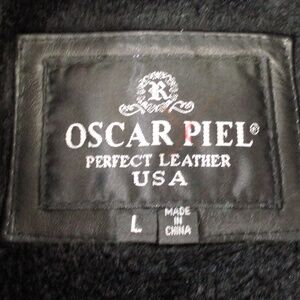 R
OSCAR PIEL®
PERFECT LEATHER
USA
L
MADE
IN
CHINA